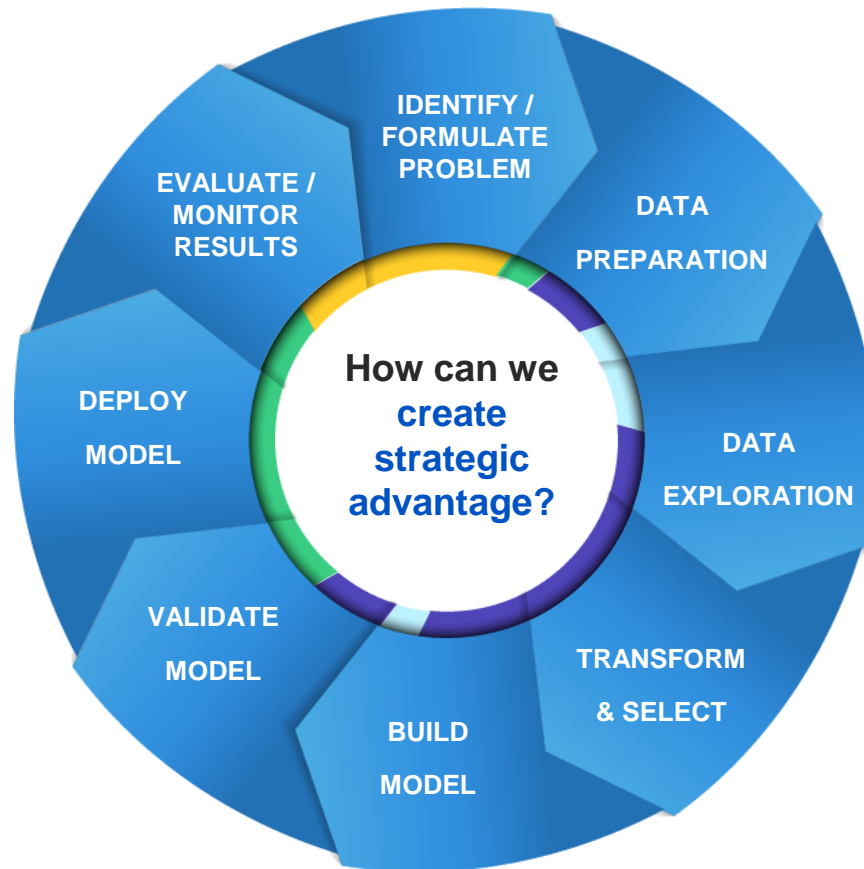 IDENTIFY /
FORMULATE
PROBLEM
DATA
PREPARATION
DATA
EXPLORATION
TRANSFORM
& SELECT
BUILD
MODEL
VALIDATE
MODEL
DEPLOY
MODEL
EVALUATE /
MONITOR
RESULTS
How can we
create
strategic
advantage?